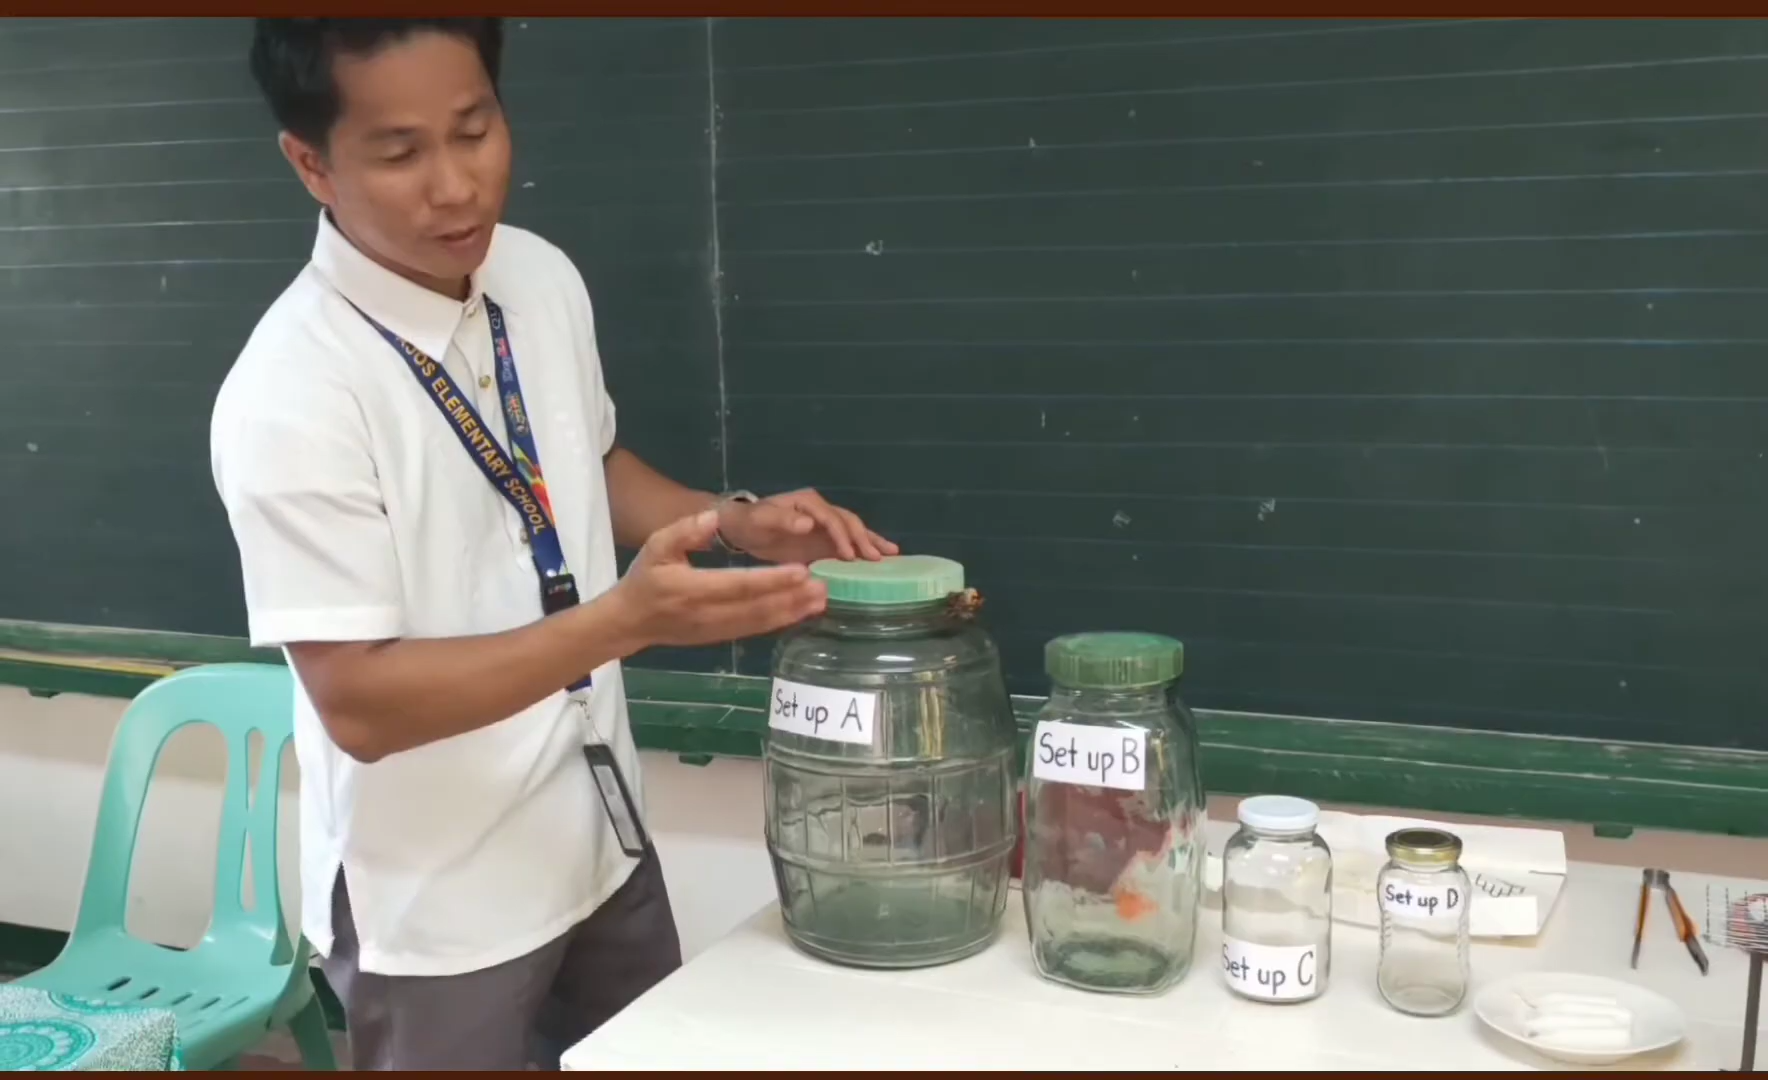 ELEMENTARY SCHOOL
Set up A
Set up B
Set up C
Set up D